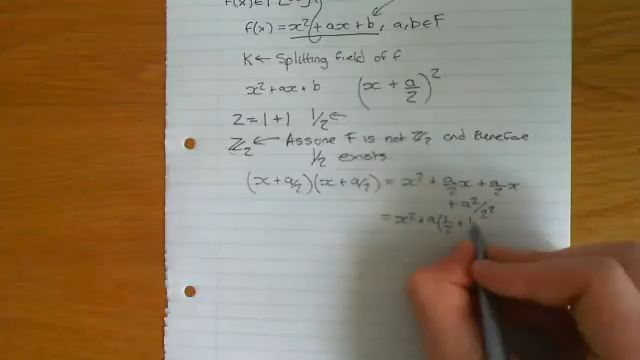 f(x) ∈ F[x]
f(x) = x² + ax + b, a, b ∈ F
K ← Splitting field of f
x² + ax + b (x + a/2)²
2 = 1 + 1 1/2 ←
ℤ₂ ← Assume F is not ℤ₂ and therefore
1/2 exists.
(x + a/2)(x + a/2) = x² + a/2 x + a/2 x
+ a²/2²
= x² + a(1/2 + 1